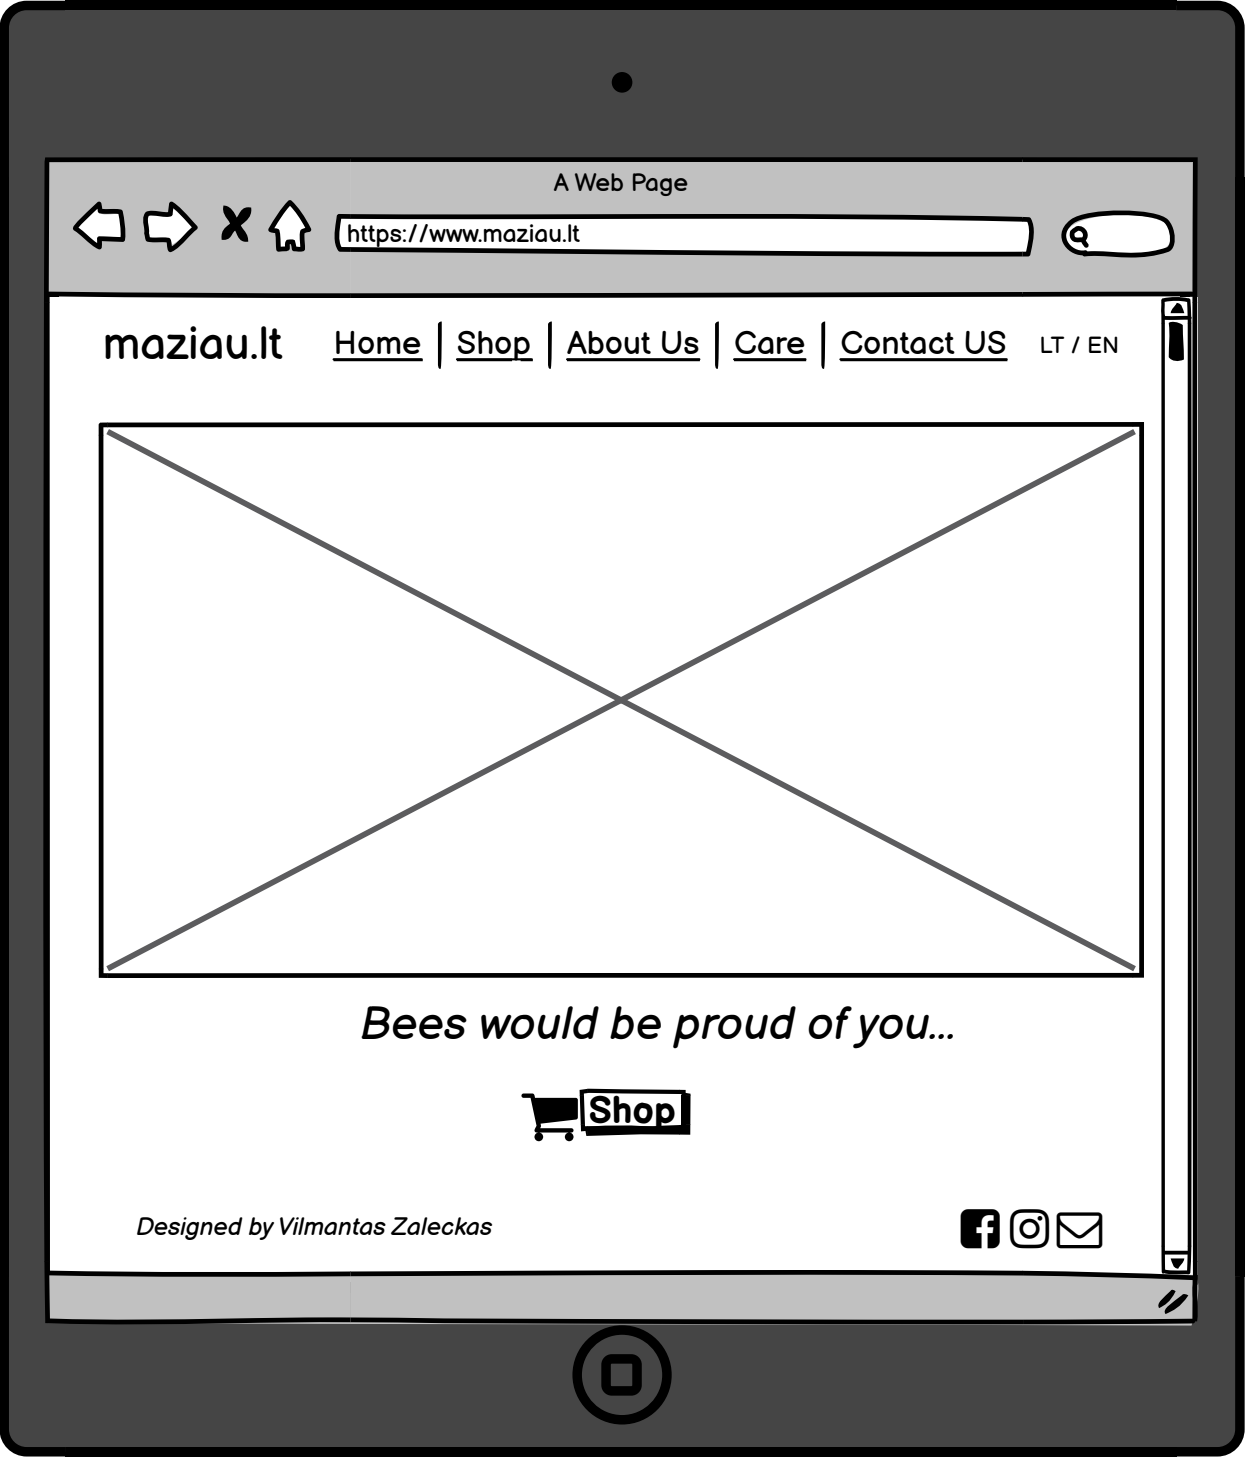 A Web Page
https://www.maziau.lt
maziau.lt Home Shop About Us Care Contact US LT / EN
Bees would be proud of you...
Shop
Designed by Vilmantas Zaleckas